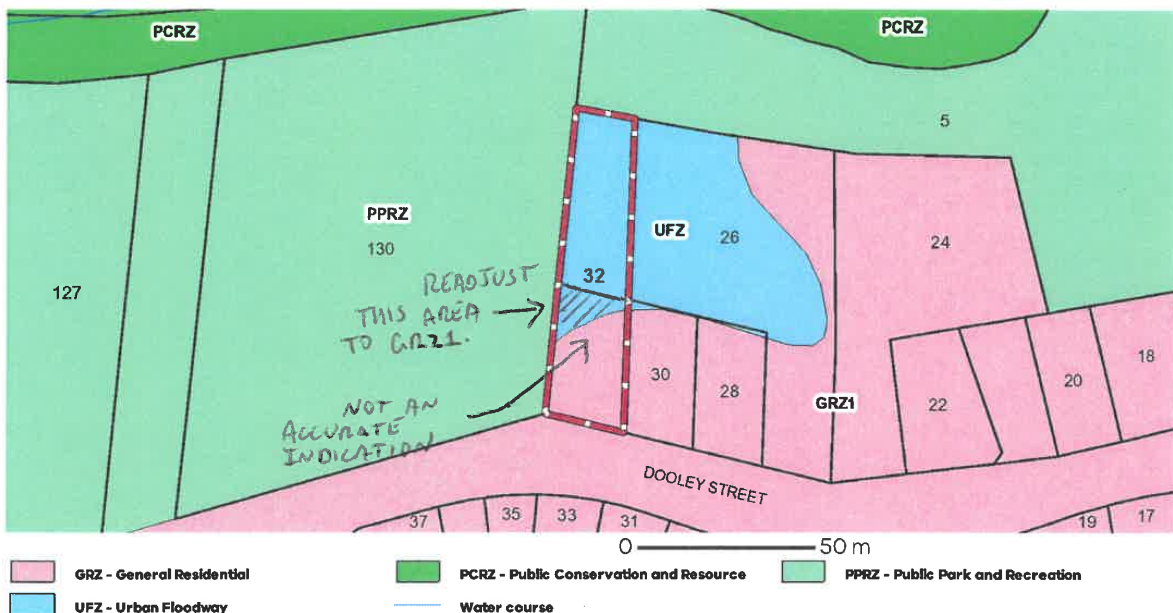 PCRZ
PCRZ
5
PPRZ
130
UFZ
26
24
127
32
READJUST
THIS AREA
TO GRZ1.
18
20
30
28
22
GRZ1
NOT AN
ACCURATE
INDICATION
DOOLEY STREET
37
35
33
31
19
17
0
50 m
GRZ - General Residential
PCRZ - Public Conservation and Resource
PPRZ - Public Park and Recreation
UFZ - Urban Floodway
Water course